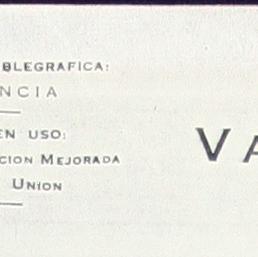 BLEGRAFICA:
NCIA
EN USO:
CION MEJORADA
UNION
VA